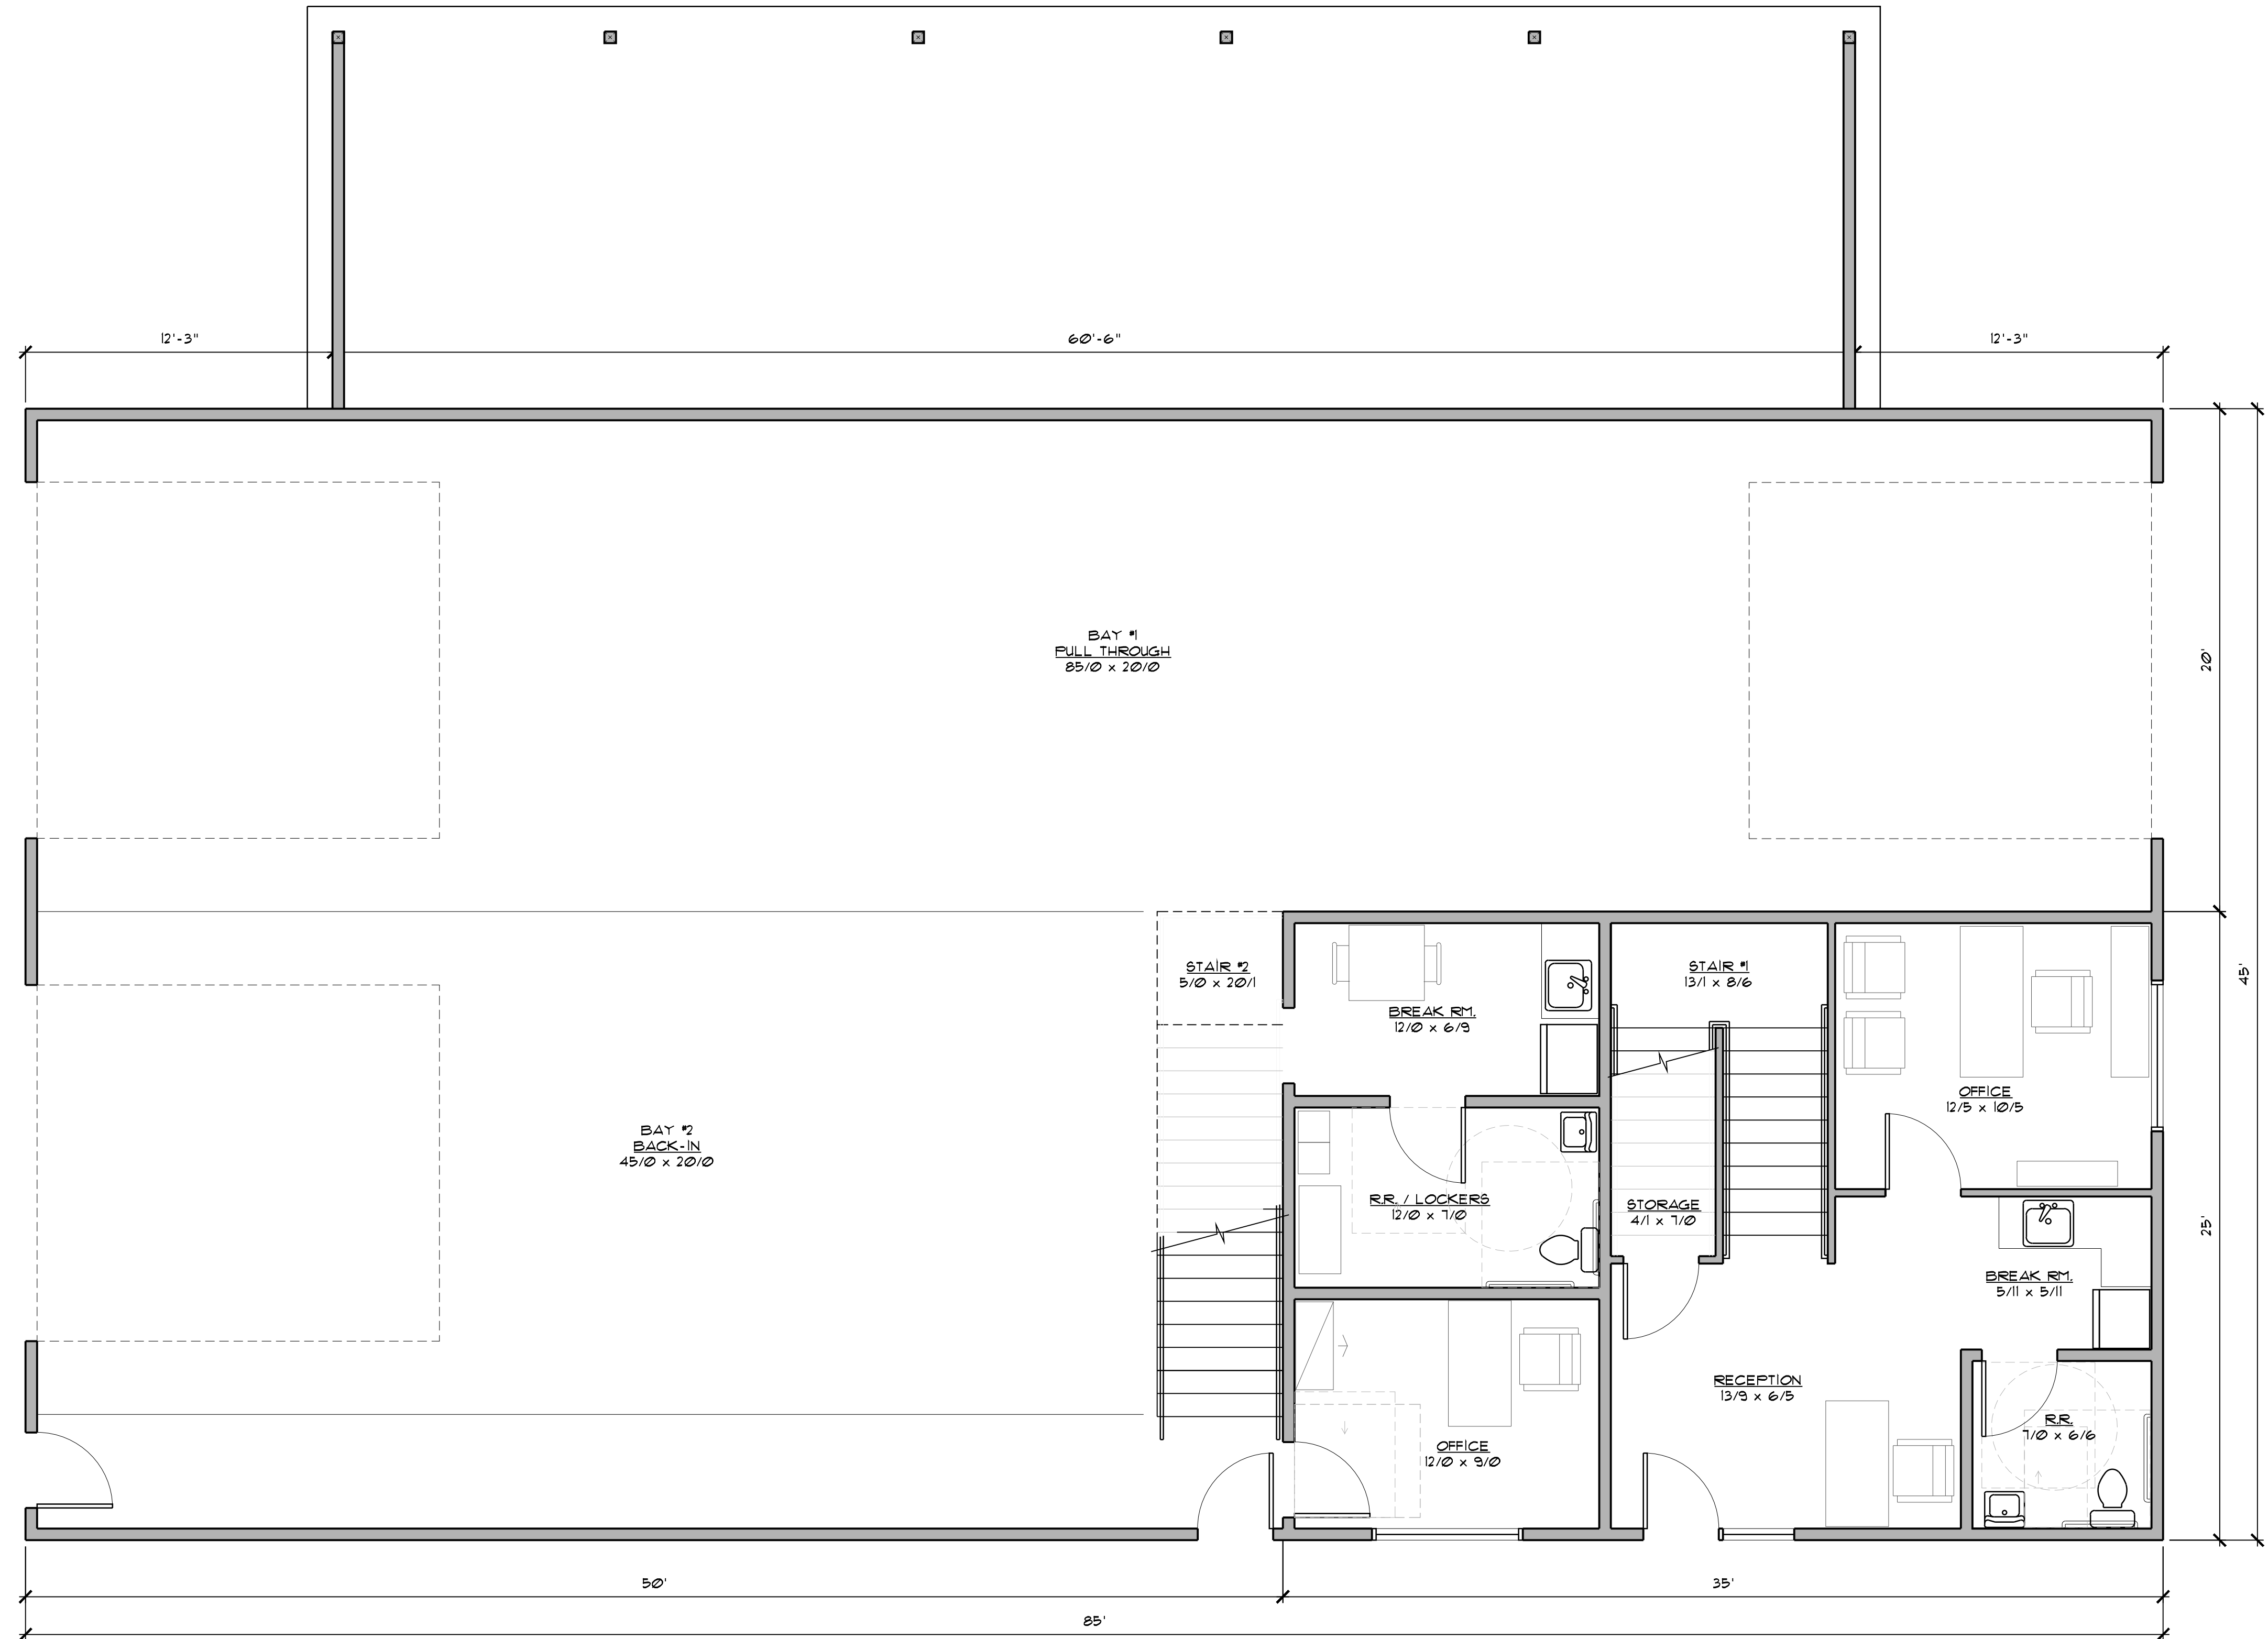 12'-3"
60'-6"
12'-3"
BAY #1
PULL THROUGH
85/0 x 20/0
20'
45'
STAIR #2
5/0 x 20/1
STAIR #1
13/1 x 8/6
BREAK RM.
12/0 x 6/9
OFFICE
12/5 x 10/5
BAY #2
BACK-IN
45/0 x 20/0
R.R. / LOCKERS
12/0 x 7/0
STORAGE
4/1 x 7/0
25'
BREAK RM.
5/11 x 5/11
RECEPTION
13/9 x 6/5
R.R.
7/0 x 6/6
OFFICE
12/0 x 9/0
50'
35'
85'